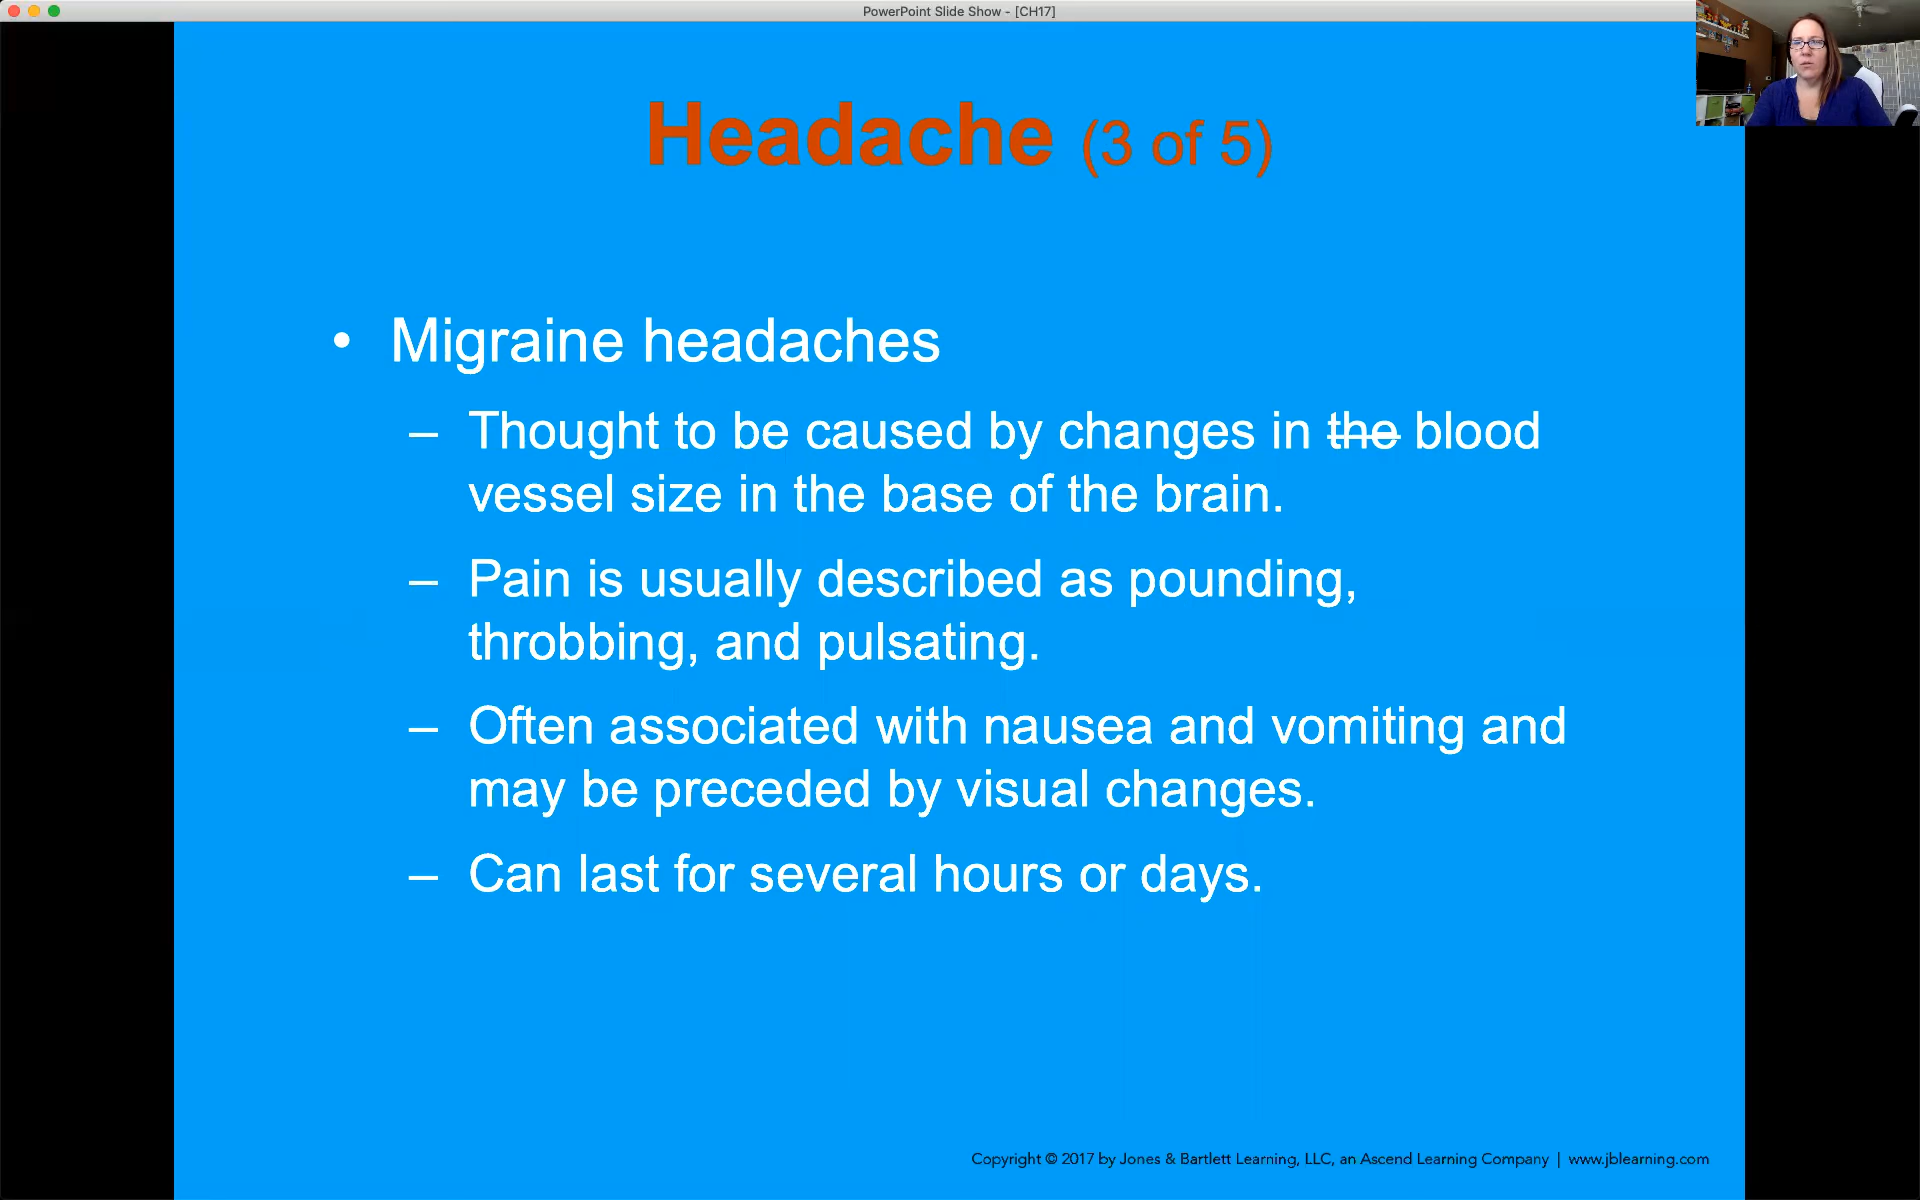 PowerPoint Slide Show - [CH17]
Headache (3 of 5)
• Migraine headaches
– Thought to be caused by changes in the blood
vessel size in the base of the brain.
– Pain is usually described as pounding,
throbbing, and pulsating.
– Often associated with nausea and vomiting and
may be preceded by visual changes.
– Can last for several hours or days.
Copyright © 2017 by Jones & Bartlett Learning, LLC, an Ascend Learning Company | www.jblearning.com